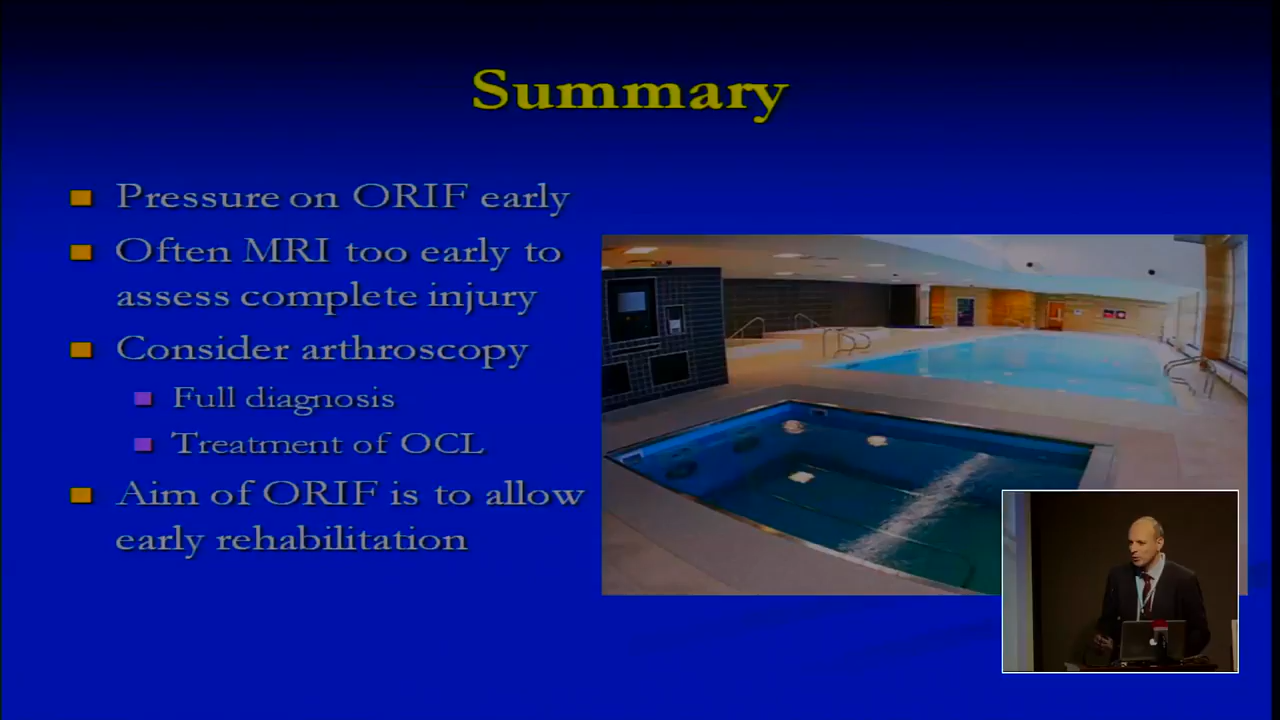 Summary
Pressure on ORIF early
Often MRI too early to
assess complete injury
Consider arthroscopy
Full diagnosis
Treatment of OCL
Aim of ORIF is to allow
early rehabilitation